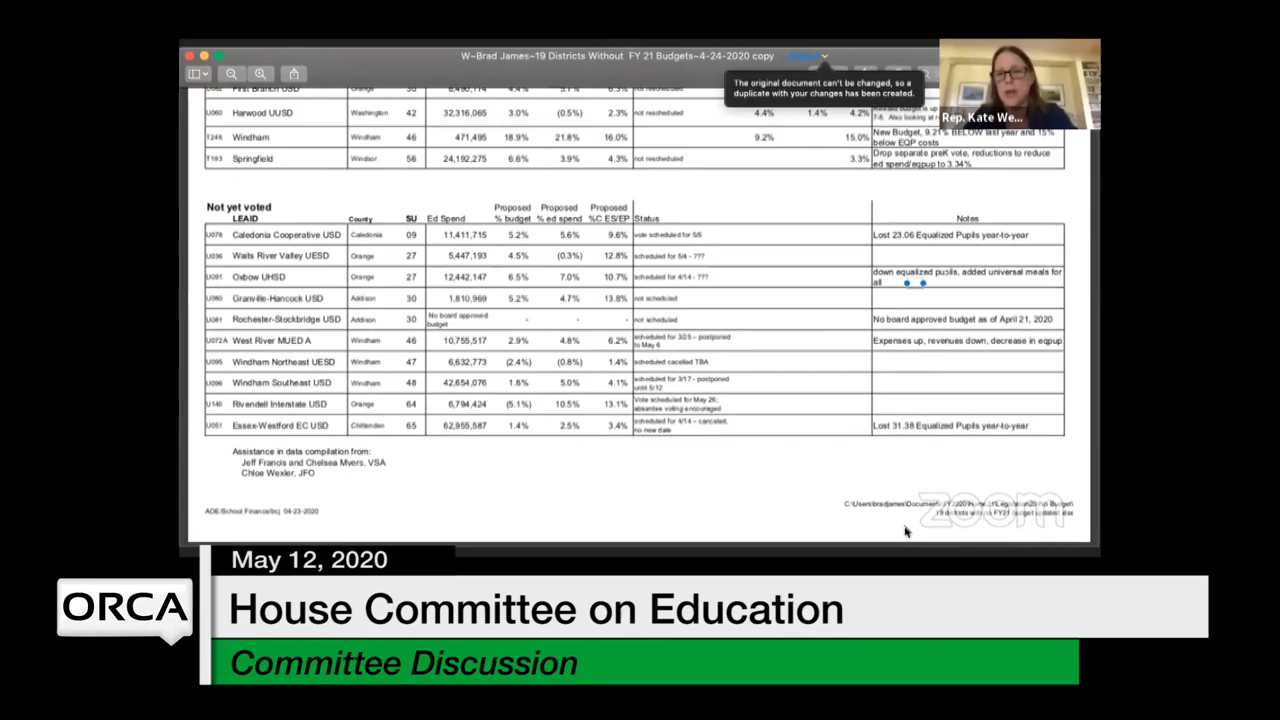 W~Brad James~19 Districts Without FY 21 Budgets~4-24-2020 copy
The original document can't be changed, so a
duplicate with your changes has been created.
Rep. Kate We...
First Branch USD Orange 30
U060 Harwood UUSD Washington 42 32,316,065 3.0% (0.5%) 2.3% not rescheduled 4.4% 1.4% 4.2%
T246 Windham Windham 46 471,495 18.9% 21.8% 16.0% 9.2% 15.0% New Budget, 9.21% BELOW last year and 15%
below EQP costs
T193 Springfield Windsor 56 24,192,275 6.6% 3.9% 4.3% not rescheduled 3.3% Drop separate preK vote, reductions to reduce
ed spend/eqpup to 3.34%
Not yet voted
Proposed Proposed Proposed
LEAID County SU Ed Spend % budget % ed spend %C ES/EP Status Notes
U078 Caledonia Cooperative USD Caledonia 09 11,411,715 5.2% 5.6% 9.6% vote scheduled for 5/5 Lost 23.06 Equalized Pupils year-to-year
U036 Waits River Valley UESD Orange 27 5,447,193 4.5% (0.3%) 12.8% scheduled for 5/4 - ???
U091 Oxbow UHSD Orange 27 12,442,147 6.5% 7.0% 10.7% scheduled for 4/14 - ??? down equalized pupils, added universal meals for
all
Granville-Hancock USD Addison 30 1,810,969 5.2% 4.7% 13.8% not scheduled
Rochester-Stockbridge USD Addison 30 No board approved
budget - - - not scheduled No board approved budget as of April 21, 2020
U072A West River MUED A Windham 46 10,755,517 2.9% 4.8% 6.2% scheduled for 3/25 – postponed
to May 6 Expenses up, revenues down, decrease in eqpup
U095 Windham Northeast UESD Windham 47 6,632,773 (2.4%) (0.8%) 1.4% scheduled cacelled TBA
U096 Windham Southeast USD Windham 48 42,654,076 1.8% 5.0% 4.1% scheduled for 3/17 - postponed
until
U146 Rivendell Interstate USD Orange 64 6,794,424 (5.1%) 10.5% 13.1% Vote scheduled for May 26;
absentee voting encouraged
U051 Essex-Westford EC USD Chittenden 65 62,955,587 1.4% 2.5% 3.4% scheduled for 4/14 – canceled,
no new date Lost 31.38 Equalized Pupils year-to-year
Assistance in data compilation from:
Jeff Francis and Chelsea Myers, VSA
Chloe Wexler, JFO
AOE/School Finance/bcj 04-23-2020
zoom
May 12, 2020
ORCA
House Committee on Education
Committee Discussion